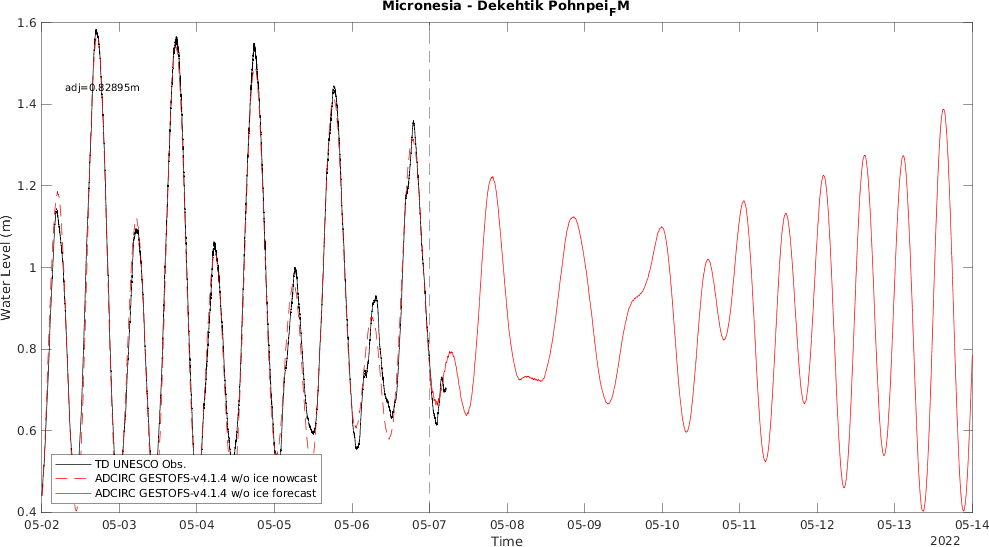 Micronesia - Dekehtik Pohnpei_FM
1.6
adj=0.82895m
1.4
1.2
1
0.8
0.6
0.4
Water Level (m)
TD UNESCO Obs.
ADCIRC GESTOFS-v4.1.4 w/o ice nowcast
ADCIRC GESTOFS-v4.1.4 w/o ice forecast
05-02 05-03 05-04 05-05 05-06 05-07 05-08 05-09 05-10 05-11 05-12 05-13 05-14
Time
2022